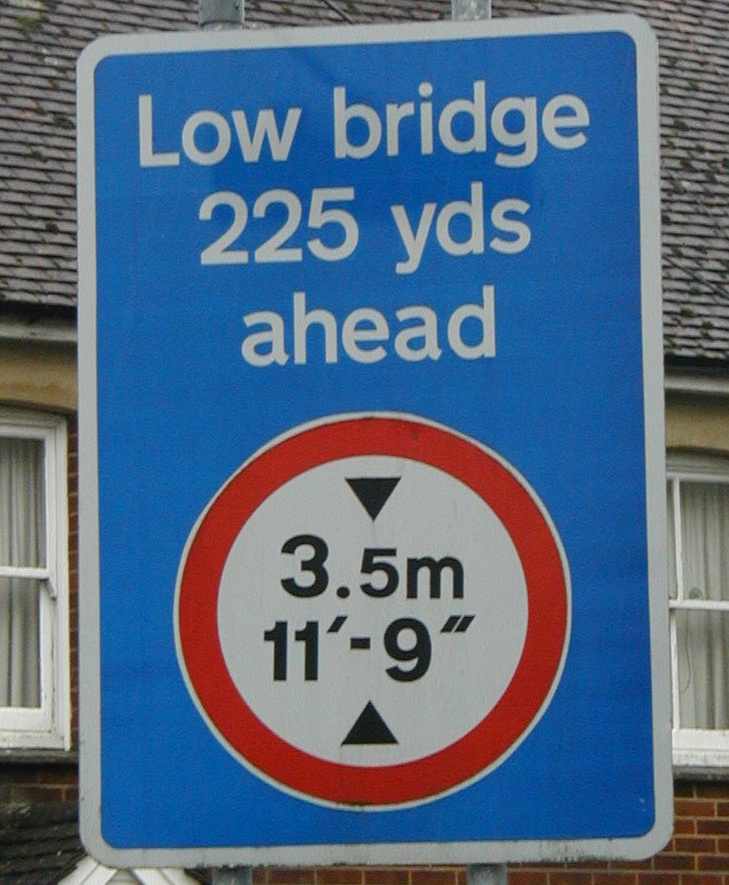 Low bridge
225 yds
ahead
3.5m
11'-9"